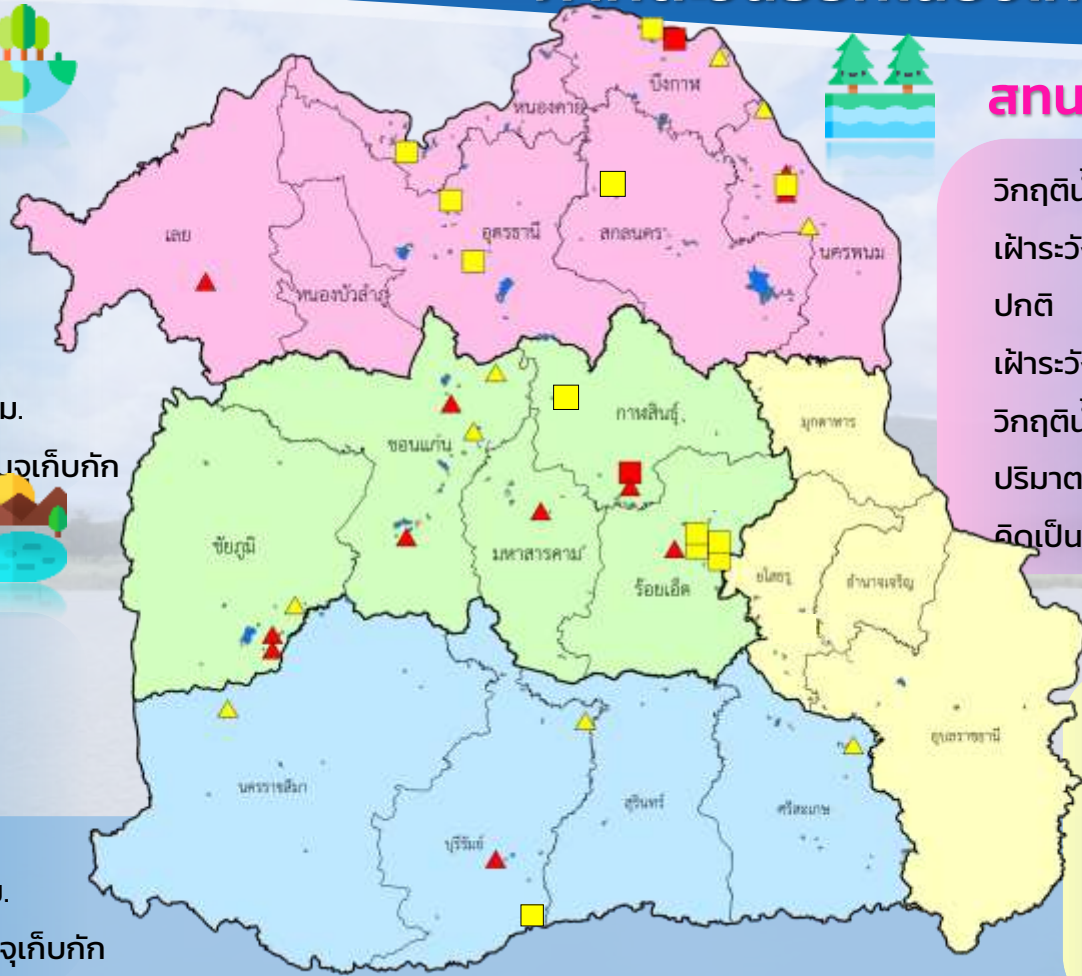 สทน
วิกฤติน้
เฝ้าระวัง
ปกติ
เฝ้าระวัง
วิกฤติน้
ปริมาต
คิดเป็น
ม.
มจุเก็บกัก
จุเก็บกัก
บึงกาฬ
หนองคาย
เลย
อุดรธานี
สกลนคร
นครพนม
หนองบัวลำภู
กาฬสินธุ์
มุกดาหาร
ขอนแก่น
ชัยภูมิ
มหาสารคาม
ร้อยเอ็ด
ยโสธร
อำนาจเจริญ
อุบลราชธานี
นครราชสีมา
สุรินทร์
ศรีสะเกษ
บุรีรัมย์